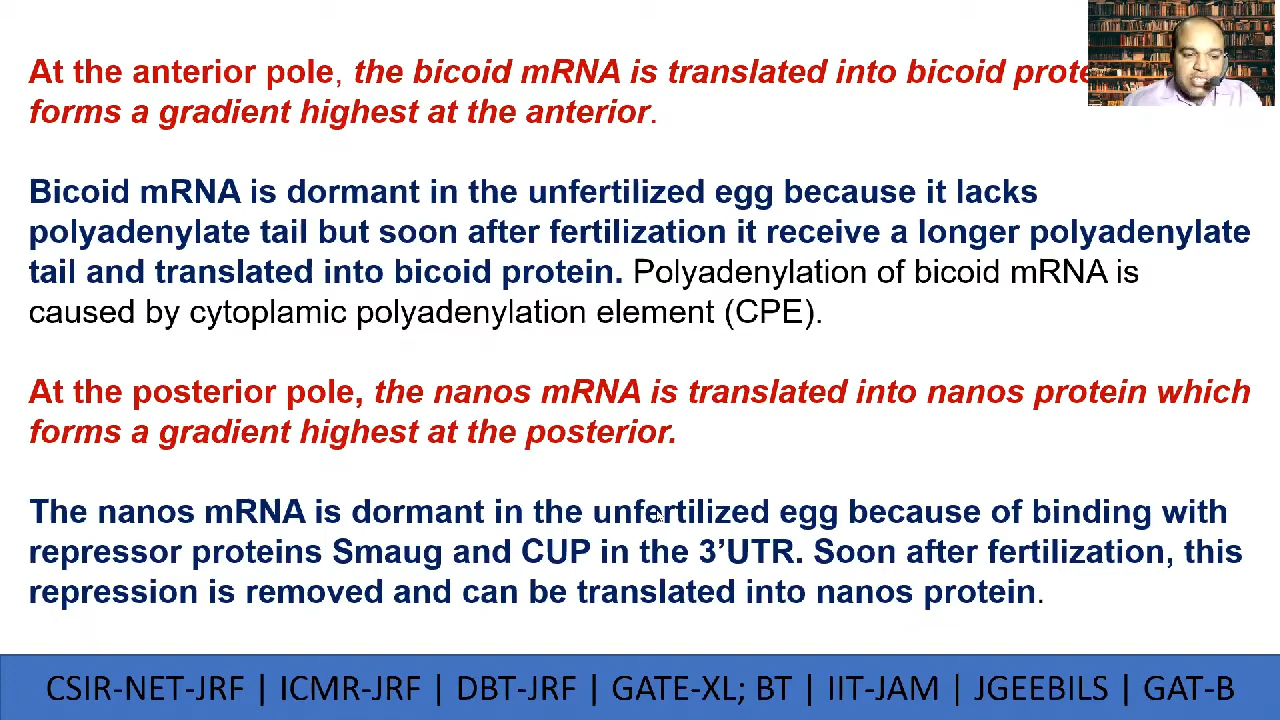 At the anterior pole, the bicoid mRNA is translated into bicoid
forms a gradient highest at the anterior.
Bicoid mRNA is dormant in the unfertilized egg because it lacks
polyadenylate tail but soon after fertilization it receive a longer polyadenylate
tail and translated into bicoid protein. Polyadenylation of bicoid mRNA is
caused by cytoplamic polyadenylation element (CPE).
At the posterior pole, the nanos mRNA is translated into nanos protein which
forms a gradient highest at the posterior.
The nanos mRNA is dormant in the unfertilized egg because of binding with
repressor proteins Smaug and CUP in the 3’UTR. Soon after fertilization, this
repression is removed and can be translated into nanos protein.
CSIR-NET-JRF | ICMR-JRF | DBT-JRF | GATE-XL; BT | IIT-JAM | JGEEBILS | GAT-B